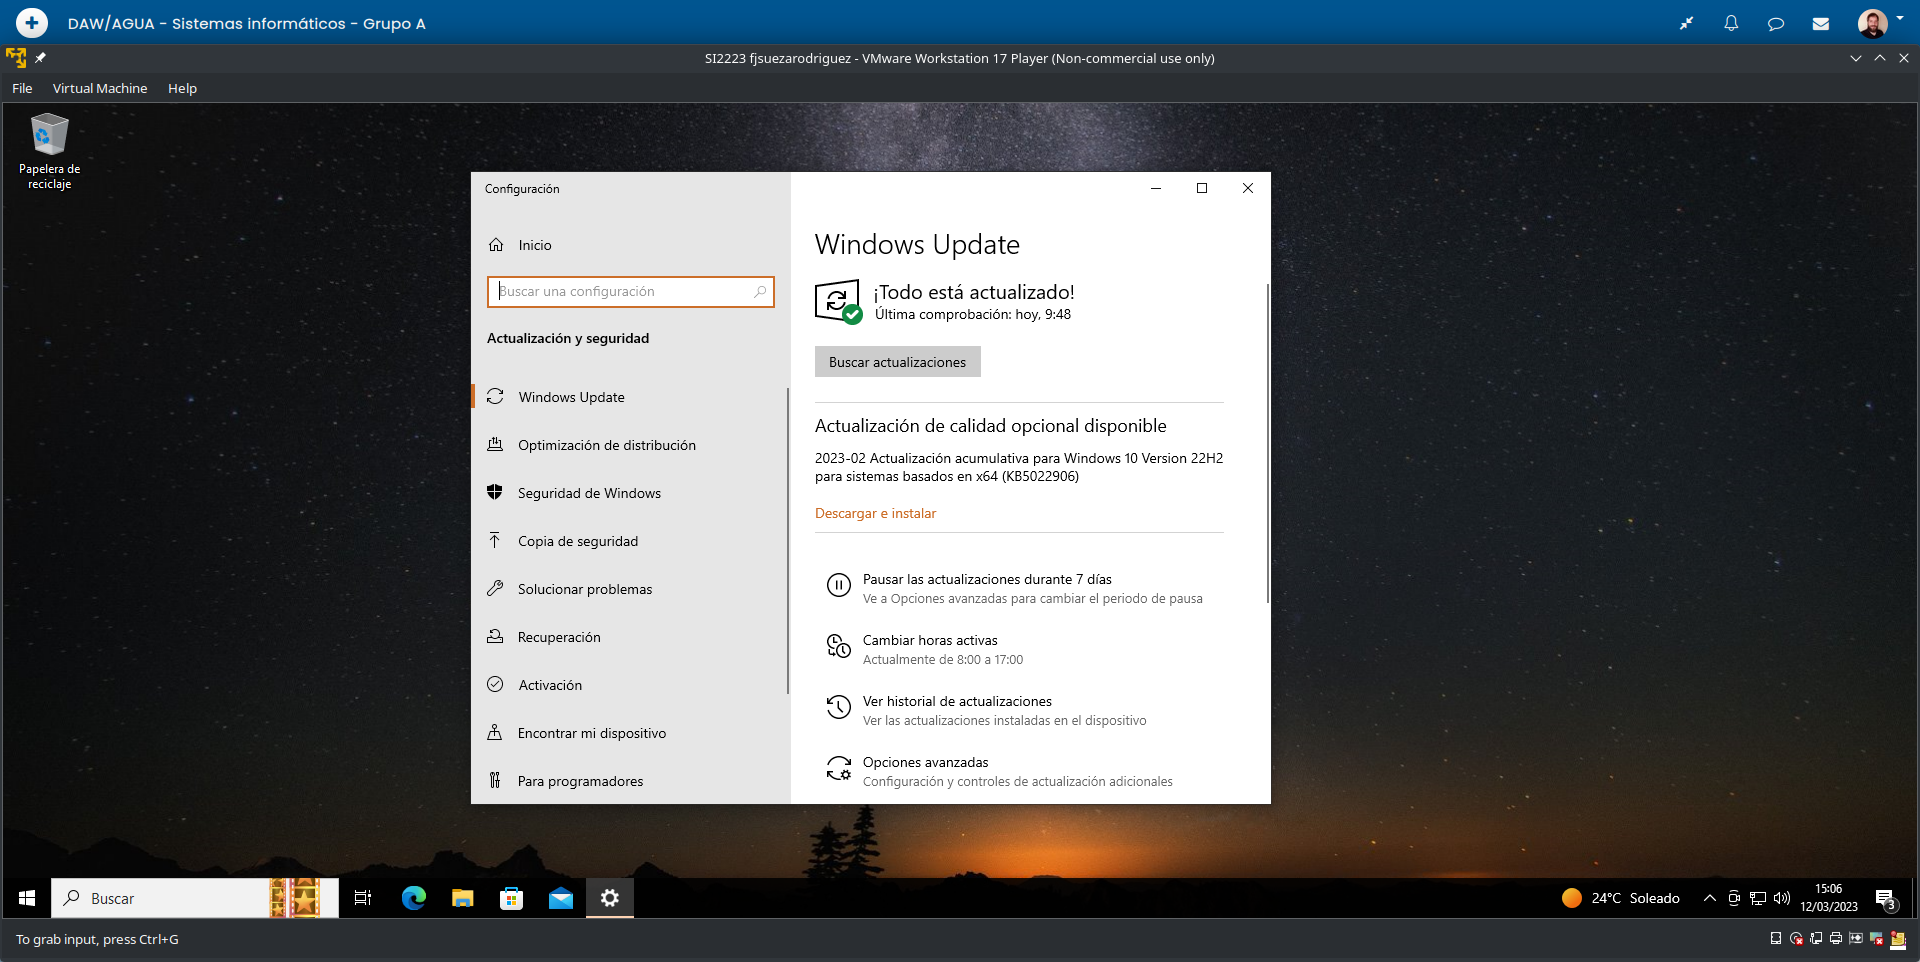 DAW/AGUA - Sistemas informáticos - Grupo A
SI2223 fjsuezarodriguez - VMware Workstation 17 Player (Non-commercial use only)
File Virtual Machine Help
Papelera de
reciclaje
Configuración
Inicio
Buscar una configuración
Actualización y seguridad
Windows Update
Optimización de distribución
Seguridad de Windows
Copia de seguridad
Solucionar problemas
Recuperación
Activación
Encontrar mi dispositivo
Para programadores
Windows Update
¡Todo está actualizado!
Última comprobación: hoy, 9:48
Buscar actualizaciones
Actualización de calidad opcional disponible
2023-02 Actualización acumulativa para Windows 10 Version 22H2
para sistemas basados en x64 (KB5022906)
Descargar e instalar
Pausar las actualizaciones durante 7 días
Ve a Opciones avanzadas para cambiar el periodo de pausa
Cambiar horas activas
Actualmente de 8:00 a 17:00
Ver historial de actualizaciones
Ver las actualizaciones instaladas en el dispositivo
Opciones avanzadas
Configuración y controles de actualización adicionales
Buscar
24°C Soleado
15:06
12/03/2023
3
To grab input, press Ctrl+G